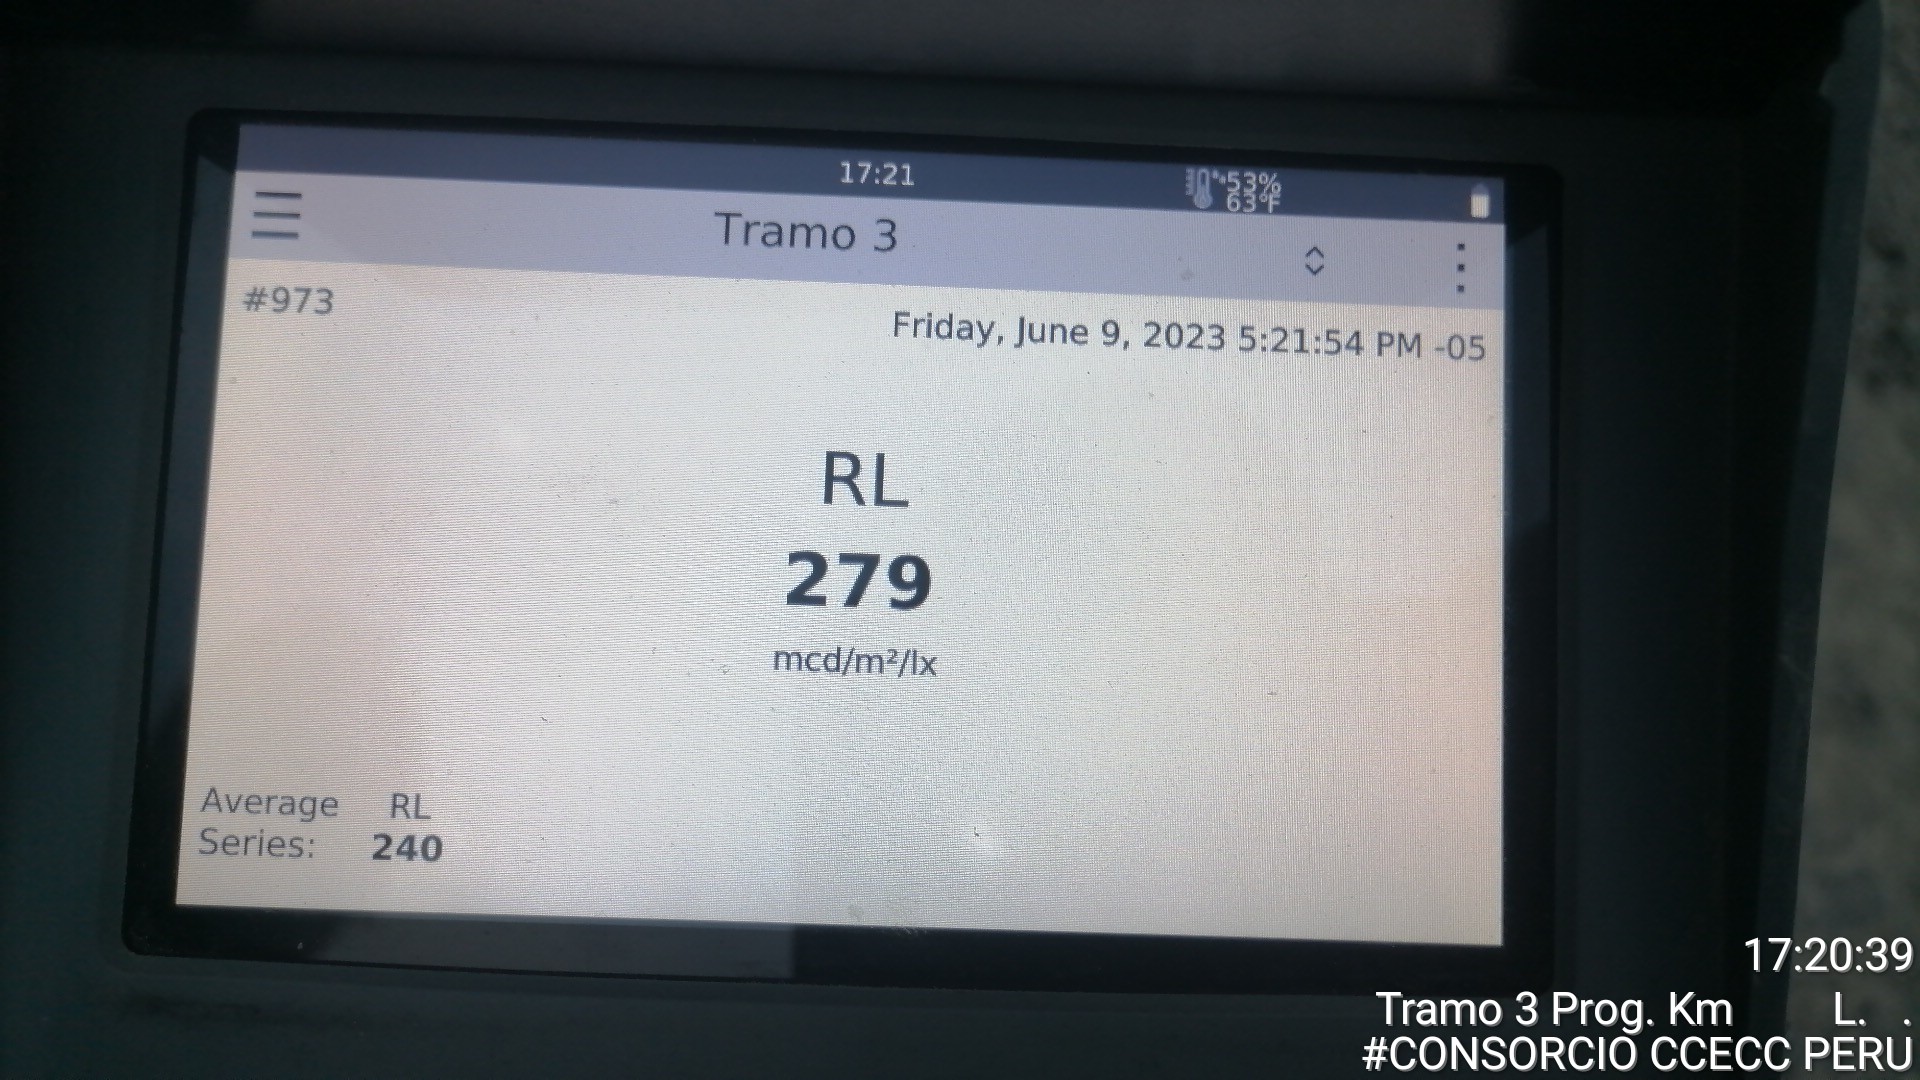 17:21
53%
63°F
Tramo 3
#973
Friday, June 9, 2023 5:21:54 PM -05
RL
279
mcd/m²/lx
Average RL
Series: 240
17:20:39
Tramo 3 Prog. Km L. .
#CONSORCIO CCECC PERU